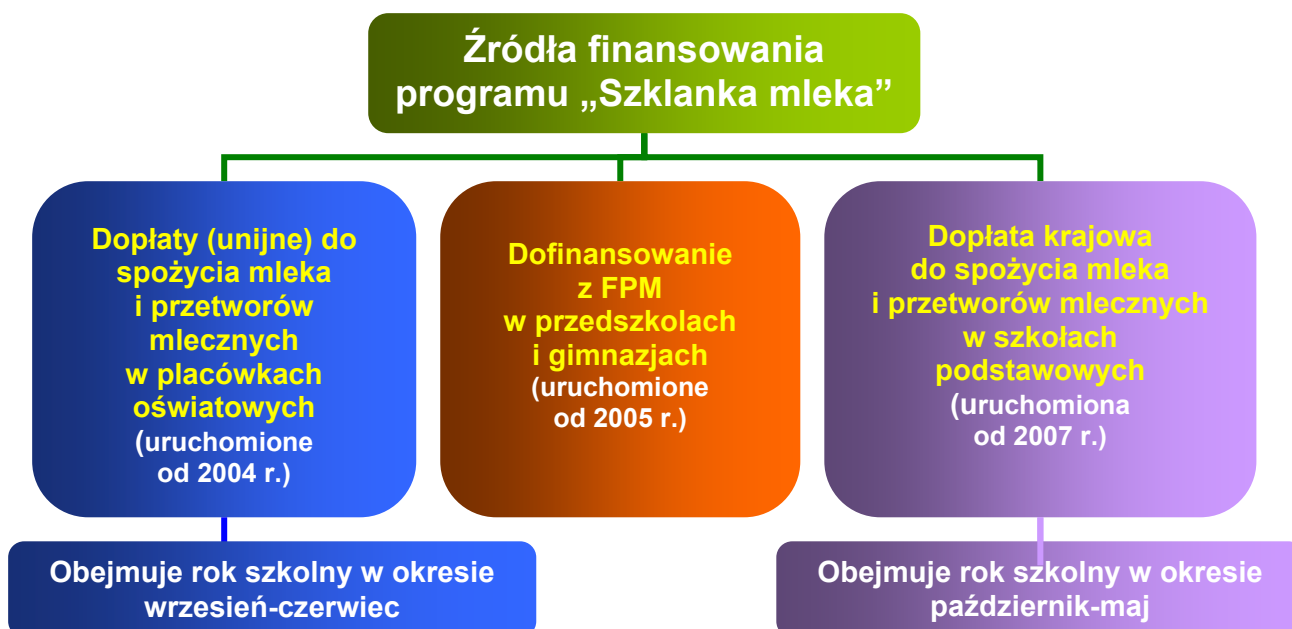 Źródła finansowania
programu „Szklanka mleka”
Dopłaty (unijne) do
spożycia mleka
i przetworów
mlecznych
w placówkach
oświatowych
(uruchomione
od 2004 r.)
Dofinansowanie
z FPM
w przedszkolach
i gimnazjach
(uruchomione
od 2005 r.)
Dopłata krajowa
do spożycia mleka
i przetworów mlecznych
w szkołach
podstawowych
(uruchomiona
od 2007 r.)
Obejmuje rok szkolny w okresie
wrzesień-czerwiec
Obejmuje rok szkolny w okresie
październik-maj